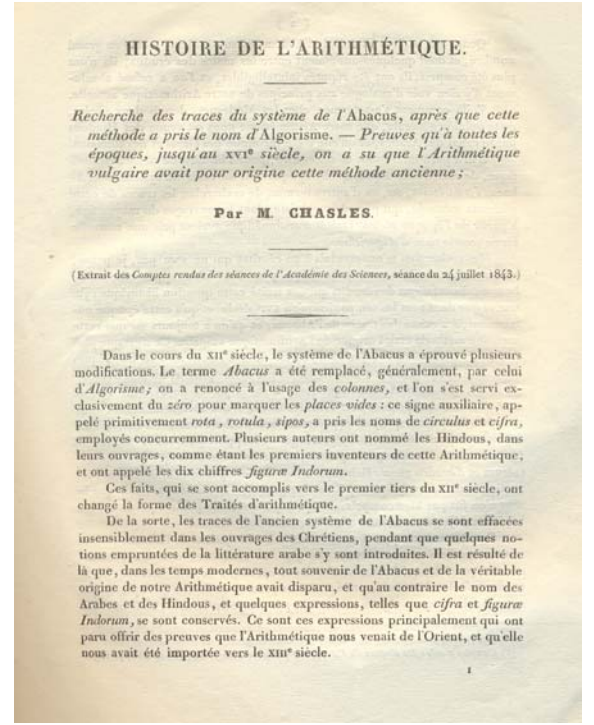 HISTOIRE DE L'ARITHMÉTIQUE.
Recherche des traces du système de l'Abacus, après que cette
méthode a pris le nom d'Algorisme. — Preuves qu'à toutes les
époques, jusqu'au XVIe siècle, on a su que l'Arithmétique
vulgaire avait pour origine cette méthode ancienne;
Par M. CHASLES.
(Extrait des Comptes rendus des séances de l'Académie des Sciences, séance du 24 juillet 1843.)
Dans le cours du XIIe siècle, le système de l'Abacus a éprouvé plusieurs
modifications. Le terme Abacus a été remplacé, généralement, par celui
d'Algorisme; on a renoncé à l'usage des colonnes, et l'on s'est servi ex-
clusivement du zéro pour marquer les places vides : ce signe auxiliaire, ap-
pelé primitivement rota, rotula, sipos, a pris les noms de circulus et cifra,
employés concurremment. Plusieurs auteurs ont nommé les Hindous, dans
leurs ouvrages, comme étant les premiers inventeurs de cette Arithmétique,
et ont appelé les dix chiffres figuræ Indorum.
Ces faits, qui se sont accomplis vers le premier tiers du XIIe siècle, ont
changé la forme des Traités d'arithmétique.
De la sorte, les traces de l'ancien système de l'Abacus se sont effacées
insensiblement dans les ouvrages des Chrétiens, pendant que quelques no-
tions empruntées de la littérature arabe s'y sont introduites. Il est résulté de
là que, dans les temps modernes, tout souvenir de l'Abacus et de la véritable
origine de notre Arithmétique avait disparu, et qu'au contraire le nom des
Arabes et des Hindous, et quelques expressions, telles que cifra et figuræ
Indorum, se sont conservés. Ce sont ces expressions principalement qui ont
paru offrir des preuves que l'Arithmétique nous venait de l'Orient, et qu'elle
nous avait été importée vers le XIIIe siècle.
1